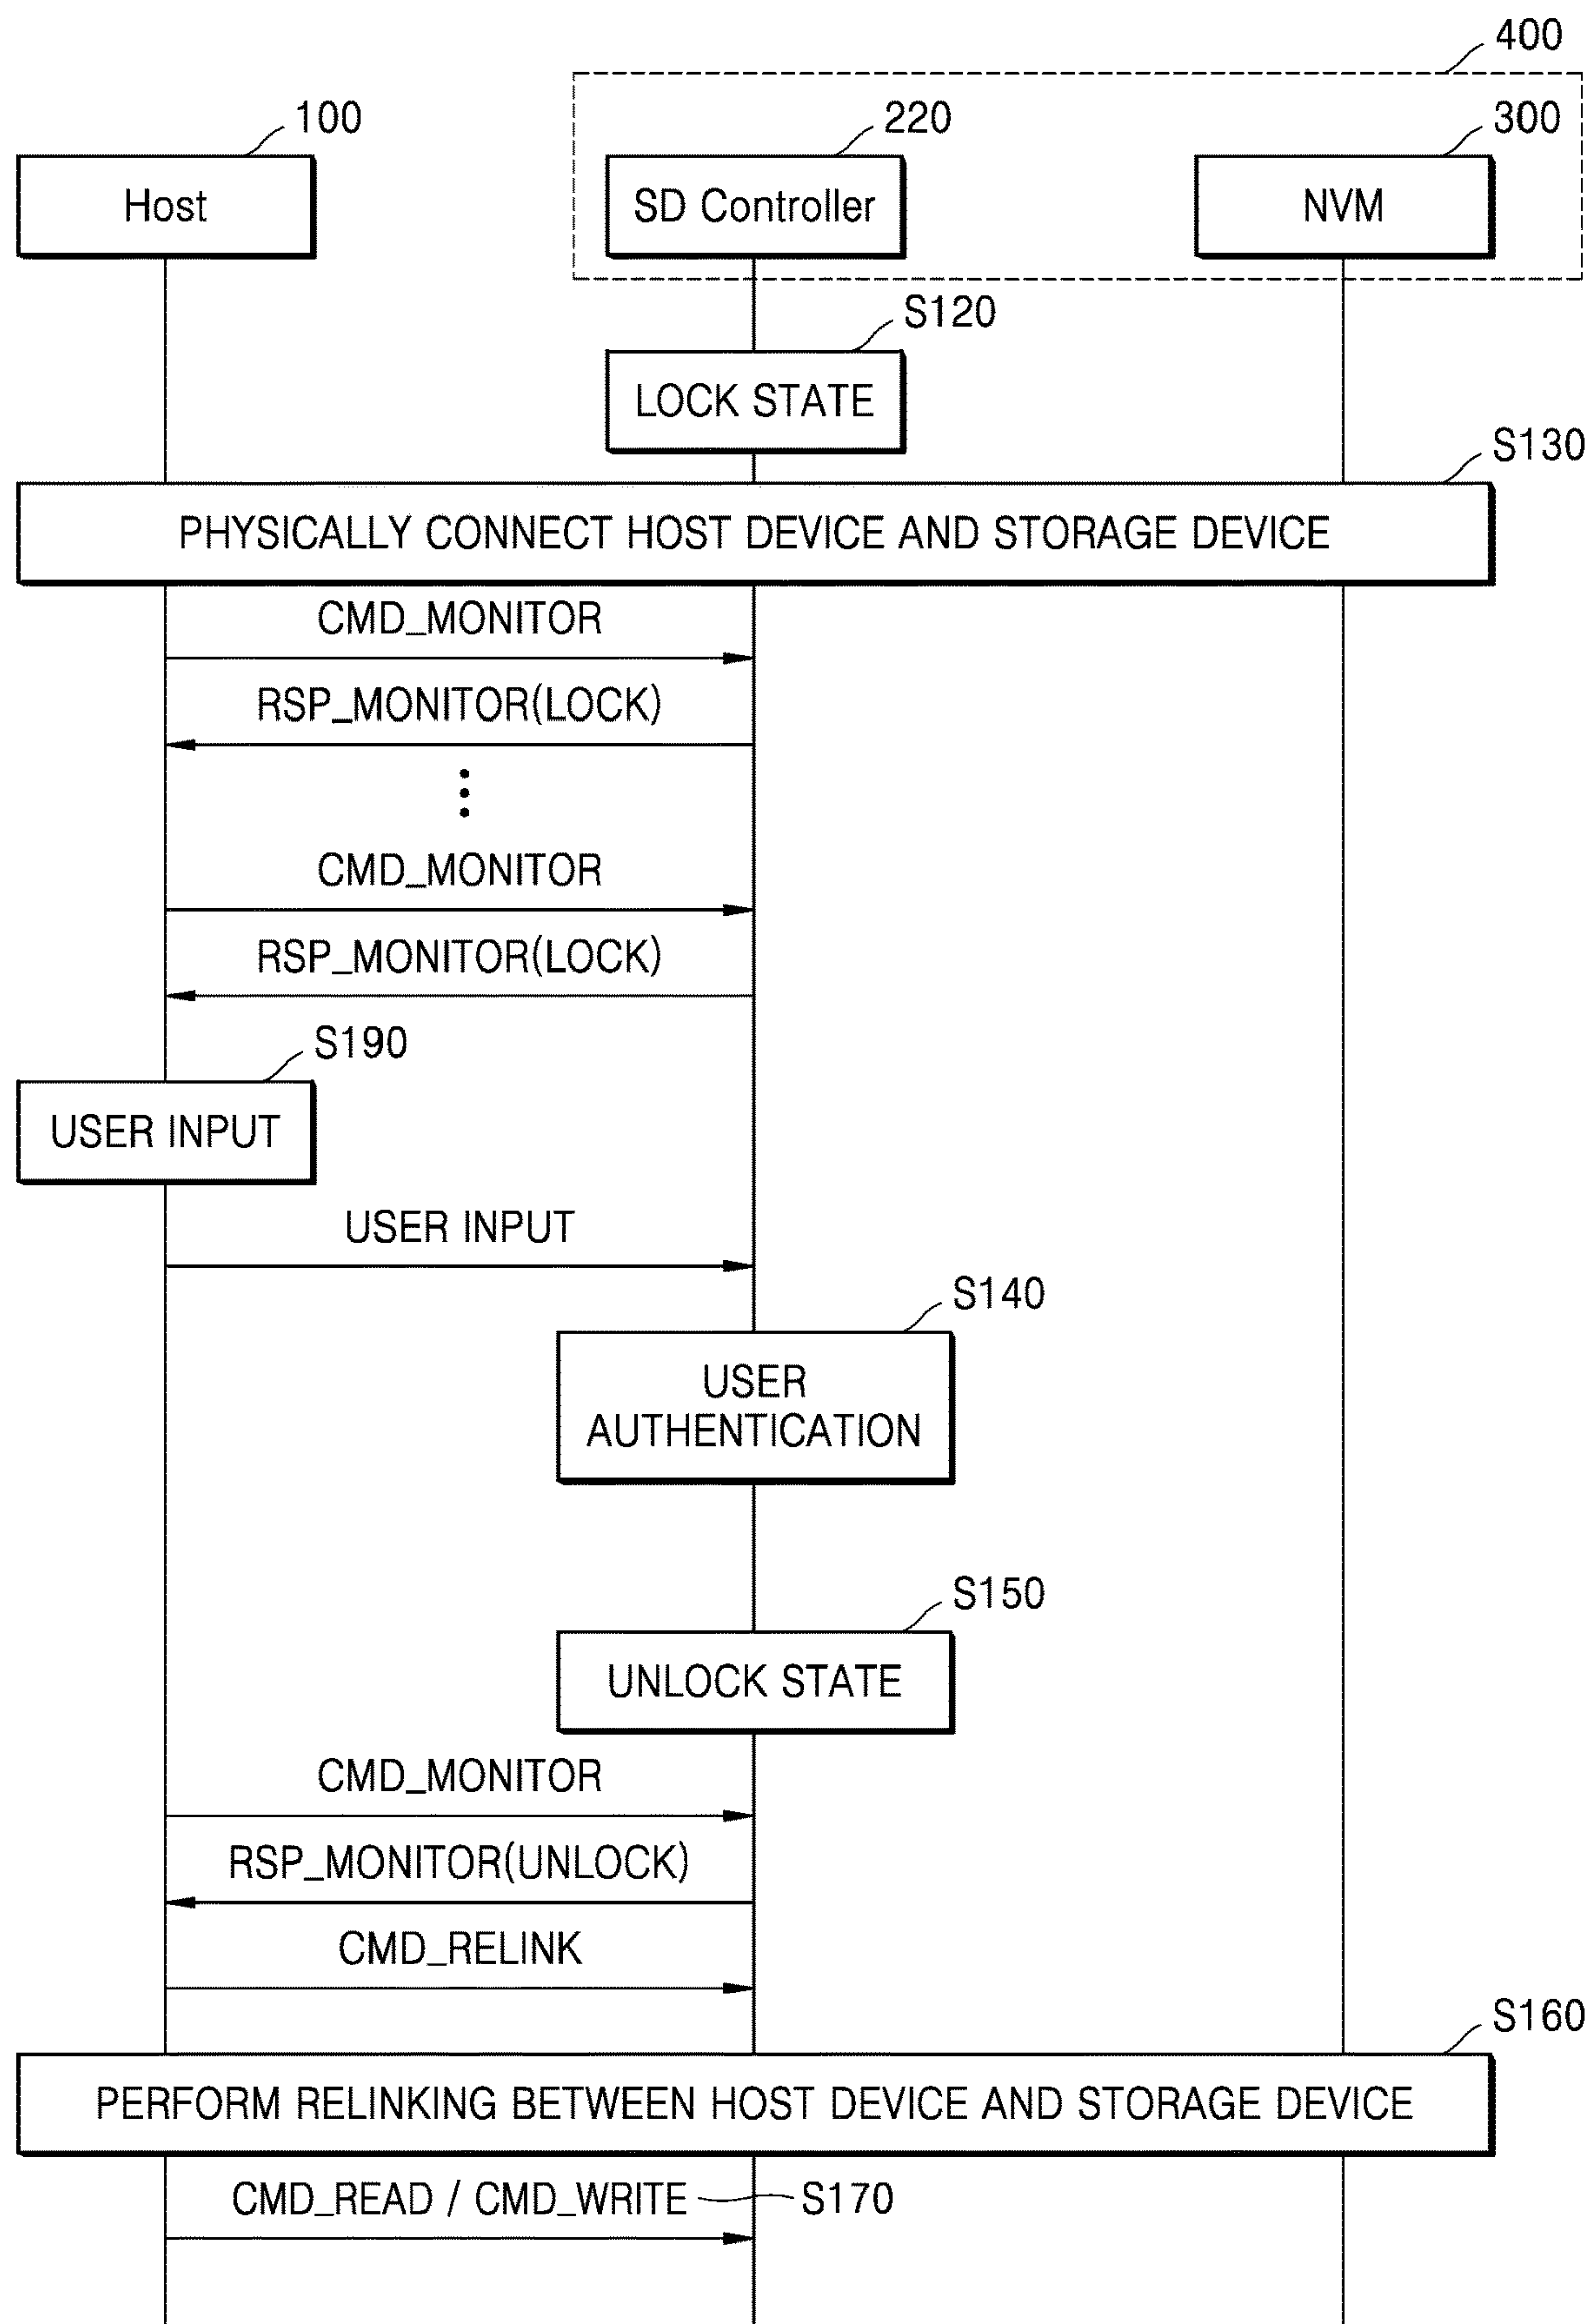 400
100
220
300
Host
SD Controller
NVM
S120
LOCK STATE
S130
PHYSICALLY CONNECT HOST DEVICE AND STORAGE DEVICE
CMD_MONITOR
RSP_MONITOR(LOCK)
CMD_MONITOR
RSP_MONITOR(LOCK)
S190
USER INPUT
USER INPUT
S140
USER
AUTHENTICATION
S150
UNLOCK STATE
CMD_MONITOR
RSP_MONITOR(UNLOCK)
CMD_RELINK
S160
PERFORM RELINKING BETWEEN HOST DEVICE AND STORAGE DEVICE
CMD_READ / CMD_WRITE S170